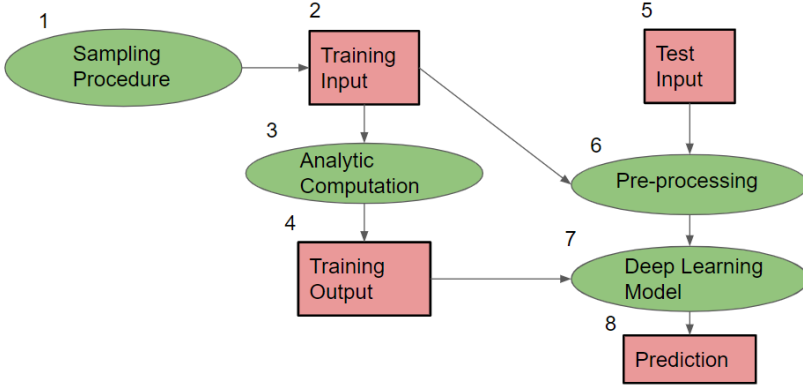 1
Sampling
Procedure
2
Training
Input
3
Analytic
Computation
4
Training
Output
5
Test
Input
6
Pre-processing
7
Deep Learning
Model
8
Prediction